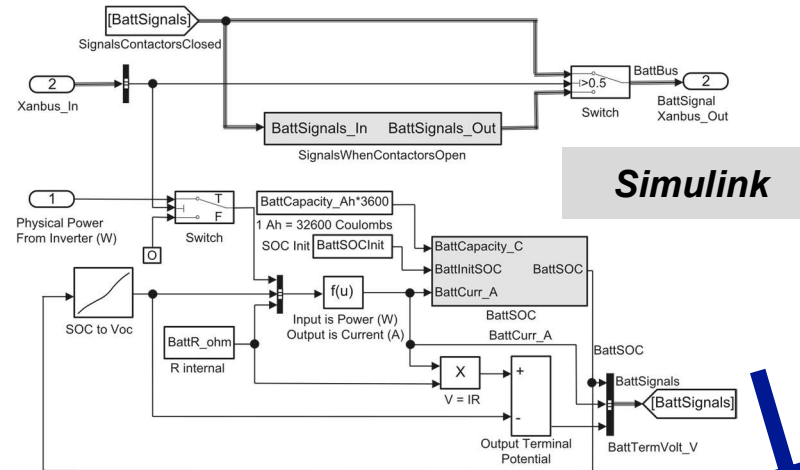 [BattSignals]
SignalsContactorsClosed
2
Xanbus_In
>0.5
Switch
BattBus
2
BattSignal
Xanbus_Out
BattSignals_In BattSignals_Out
SignalsWhenContactorsOpen
Simulink
1
Physical Power
From Inverter (W)
T
F
Switch
O
BattCapacity_Ah*3600
1 Ah = 32600 Coulombs
SOC Init
BattSOCInit
BattCapacity_C
BattInitSOC BattSOC
BattCurr_A
BattSOC
SOC to Voc
f(u)
Input is Power (W)
Output is Current (A)
BattR_ohm
R internal
BattCurr_A
X
V = IR
+
-
Output Terminal
Potential
BattSOC
BattSignals
[BattSignals]
BattTermVolt_V